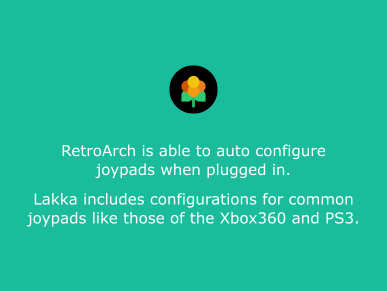 RetroArch is able to auto configure
joypads when plugged in.
Lakka includes configurations for common
joypads like those of the Xbox360 and PS3.